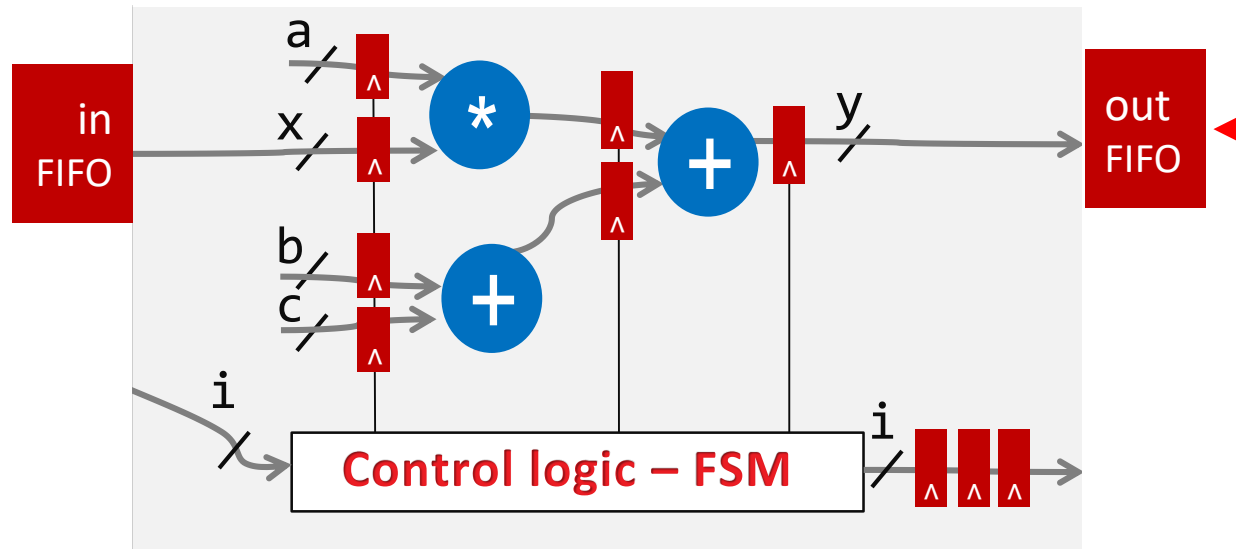 a
in
FIFO
x
*
+
y
out
FIFO
b
c
+
i
Control logic – FSM
i
^
^
^
^
^
^
^
^
^
^